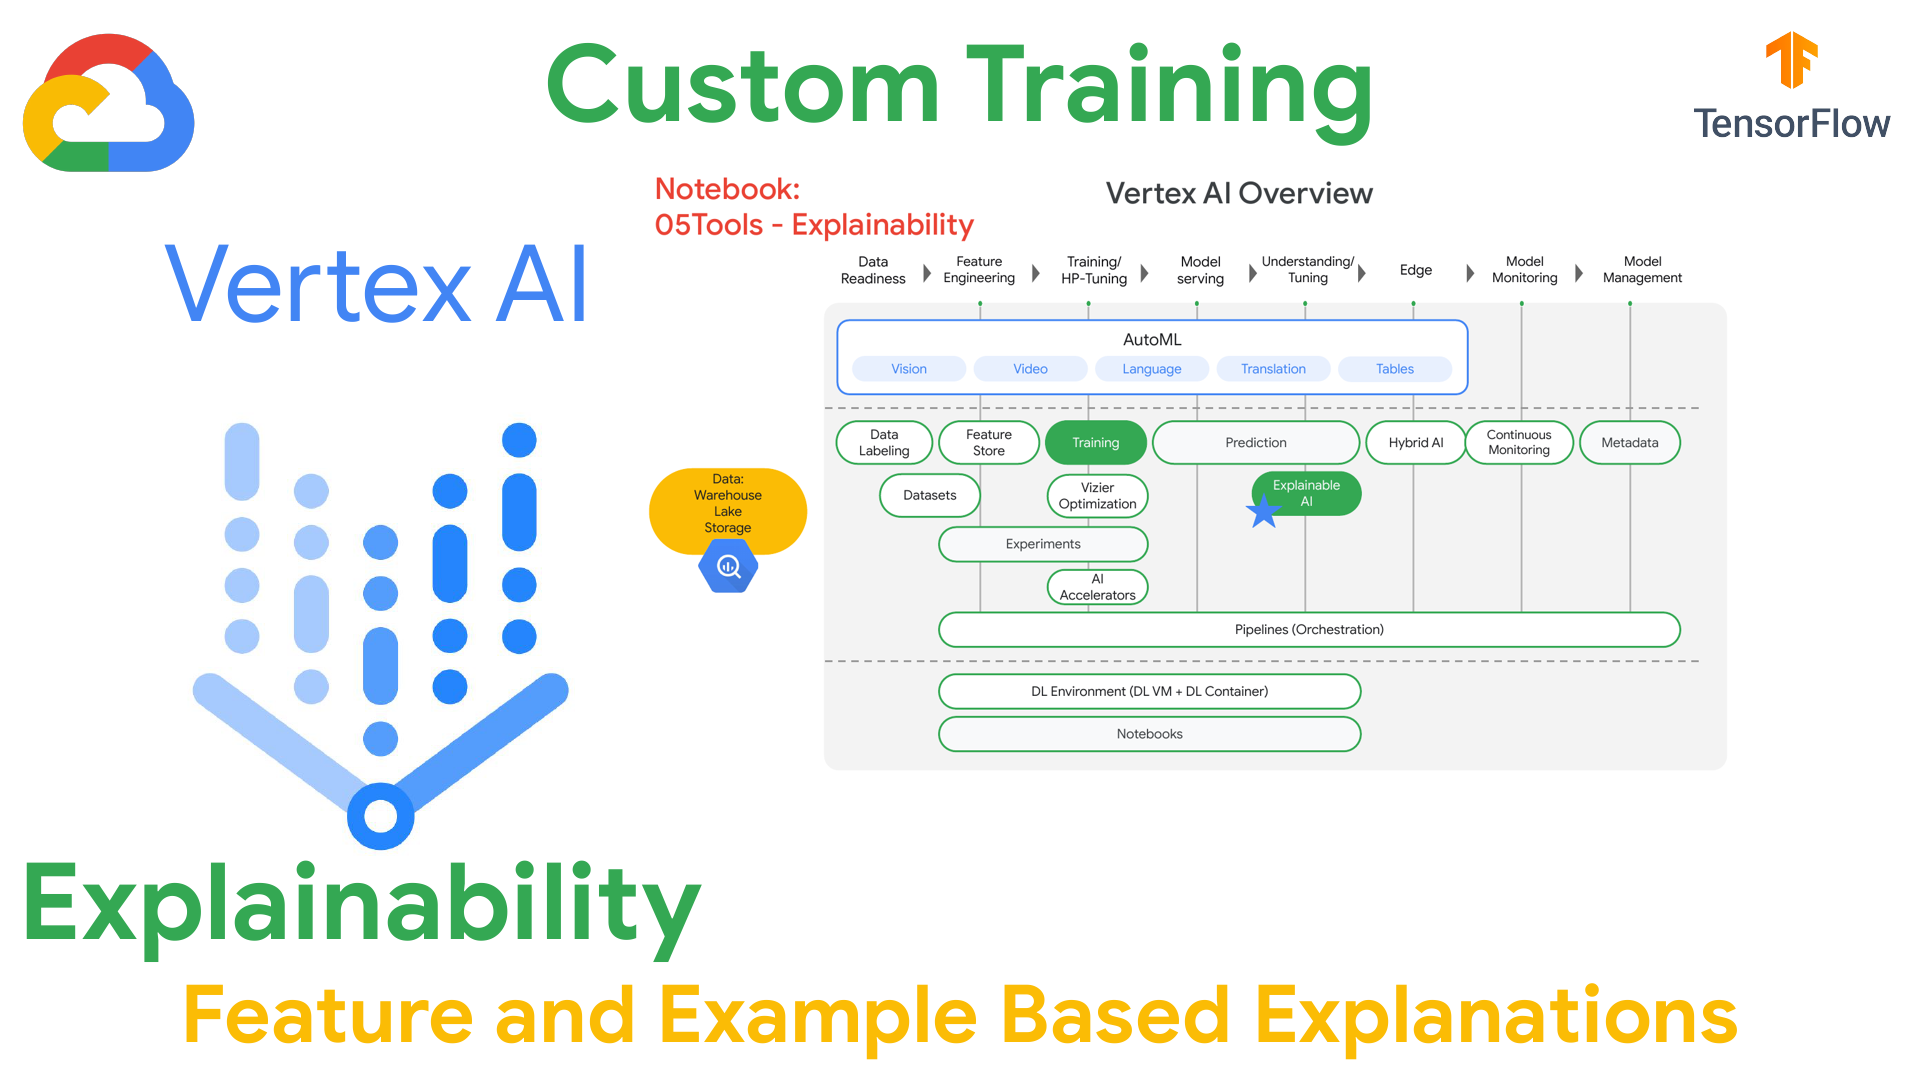 Custom Training
TensorFlow
Notebook:
05Tools - Explainability
Vertex AI Overview
Vertex AI
Data
Readiness
Feature
Engineering
Training/
HP-Tuning
Model
serving
Understanding/
Tuning
Edge
Model
Monitoring
Model
Management
AutoML
Vision
Video
Language
Translation
Tables
Data
Labeling
Feature
Store
Training
Prediction
Hybrid AI
Continuous
Monitoring
Metadata
Data:
Warehouse
Lake
Storage
Datasets
Vizier
Optimization
Explainable
AI
Experiments
AI
Accelerators
Pipelines (Orchestration)
DL Environment (DL VM + DL Container)
Notebooks
Explainability
Feature and Example Based Explanations